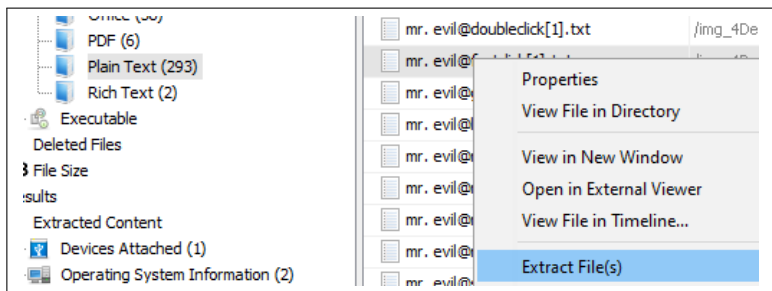 Office (30)
PDF (6)
Plain Text (293)
Rich Text (2)
Executable
Deleted Files
File Size
sults
Extracted Content
Devices Attached (1)
Operating System Information (2)
mr. evil@doubleclick[1].txt
/img_4De
mr. evil@
mr. evil@
mr. evil@
mr. evil@
mr. evil@
mr. evil@
mr. evil@
mr. evil@
Properties
View File in Directory
View in New Window
Open in External Viewer
View File in Timeline...
Extract File(s)